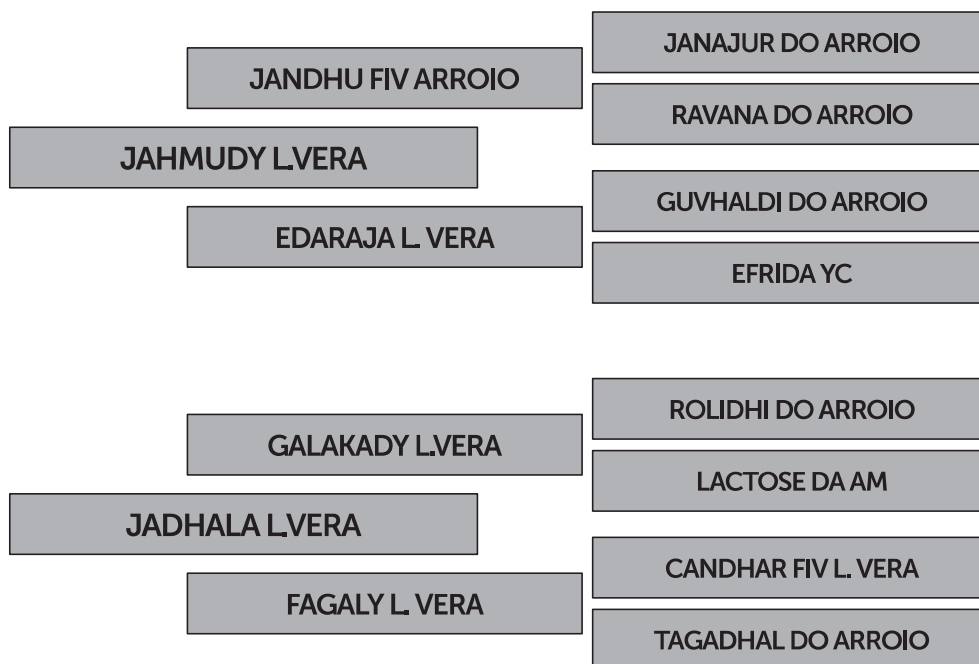 JANAJUR DO ARROIO
JANDHU FIV ARROIO
RAVANA DO ARROIO
JAHMUDY L.VERA
GUVHALDI DO ARROIO
EDARAJA L. VERA
EFRIDA YC
ROLIDHI DO ARROIO
GALAKADY L.VERA
LACTOSE DA AM
JADHALA L.VERA
CANDHAR FIV L. VERA
FAGALY L. VERA
TAGADHAL DO ARROIO